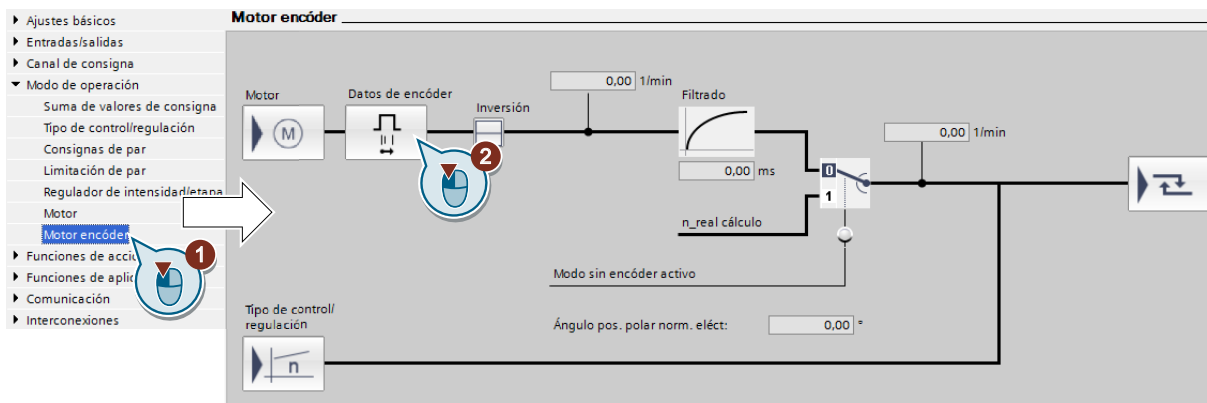 Ajustes básicos
Entradas/salidas
Canal de consigna
Modo de operación
Suma de valores de consigna
Tipo de control/regulación
Consignas de par
Limitación de par
Regulador de intensidad/etapa
Motor
Motor encóder
Funciones de acci
Funciones de aplic
Comunicación
Interconexiones
1
Motor encóder
Motor
M
Datos de encóder
2
Inversión
0,00 1/min
Filtrado
0,00 ms
0
1
n_real cálculo
0,00 1/min
Modo sin encóder activo
Ángulo pos. polar norm. eléct: 0,00 °
Tipo de control/
regulación
n